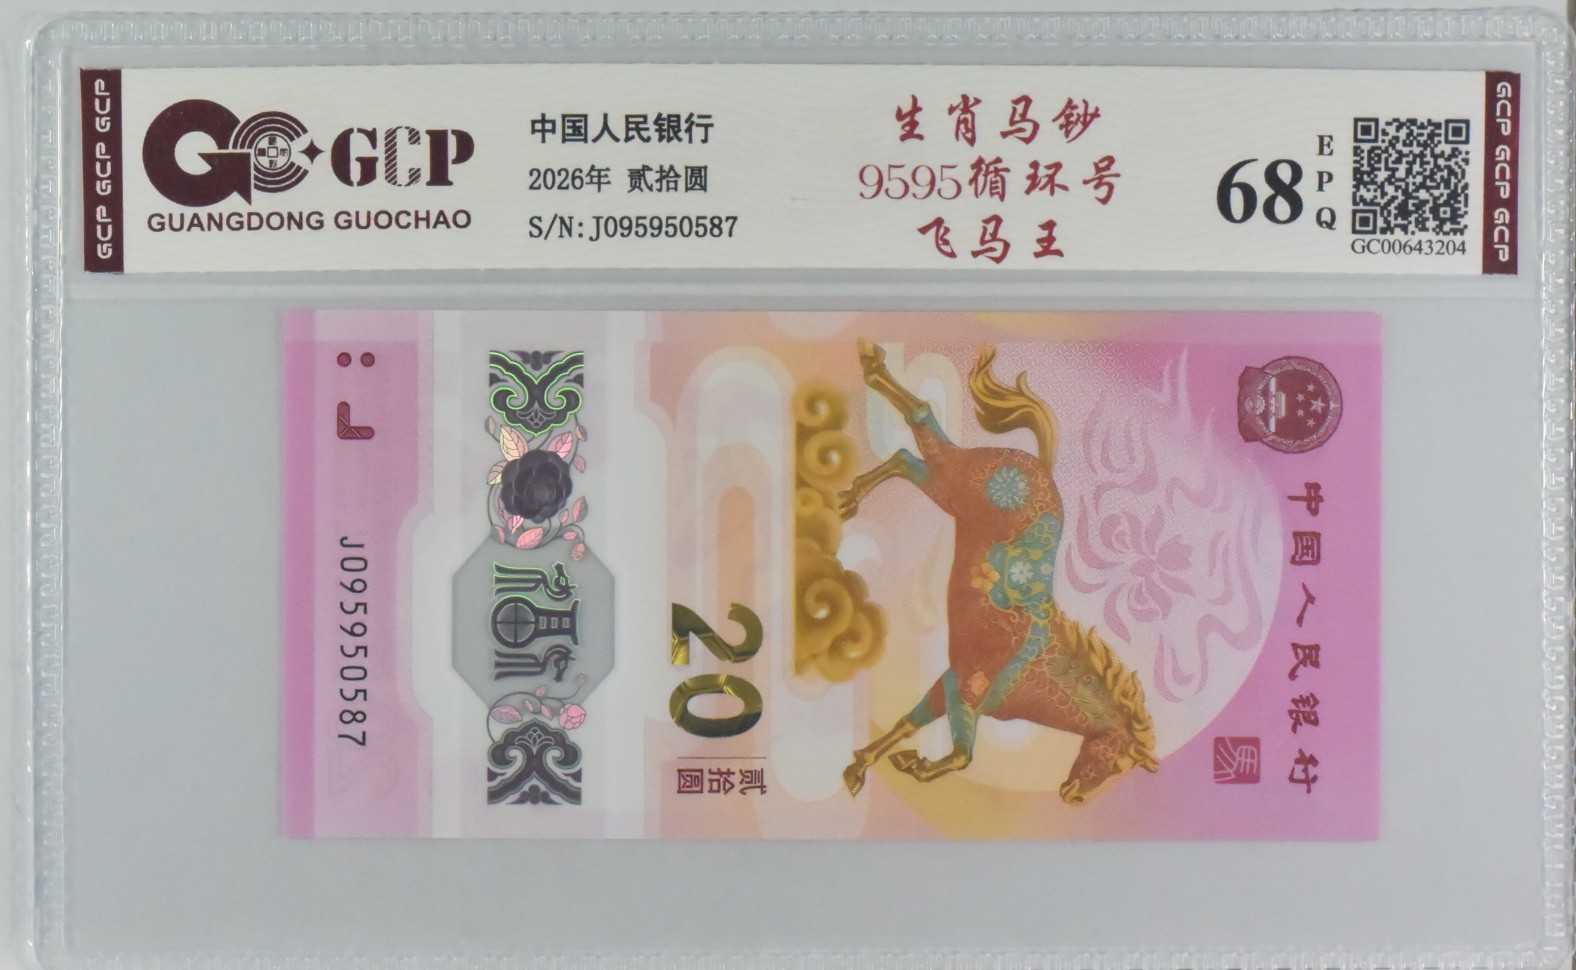 GCP GCP GCP
GCP
GUANGDONG GUOCHAO
中国人民银行
2026年 贰拾圆
S/N:J095950587
生肖马钞
9595循环号
飞马王
68
EPQ
GC00643204
GCP GCP GCP
中国人民银行
马
20
贰拾圆
福
J095950587